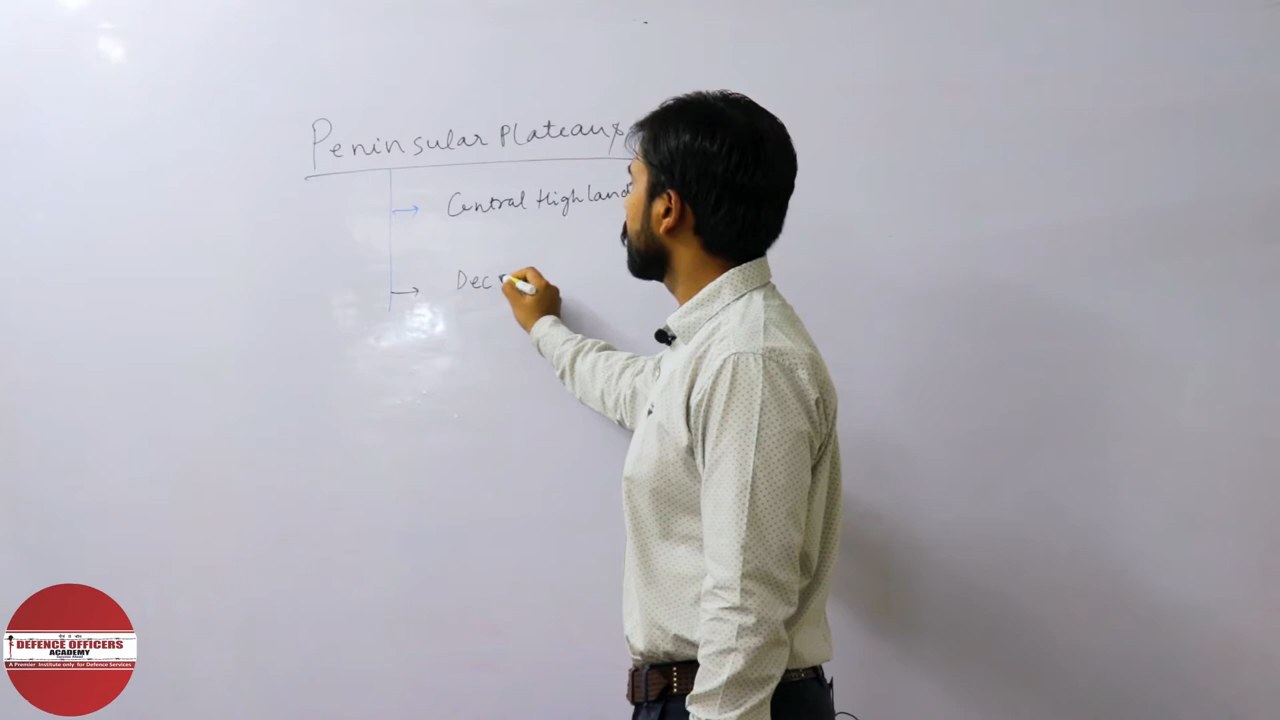 Peninsular Plateaux
Central Highland
Dec
DEFENCE OFFICERS
ACADEMY
A Premier Institute only for Defence Services